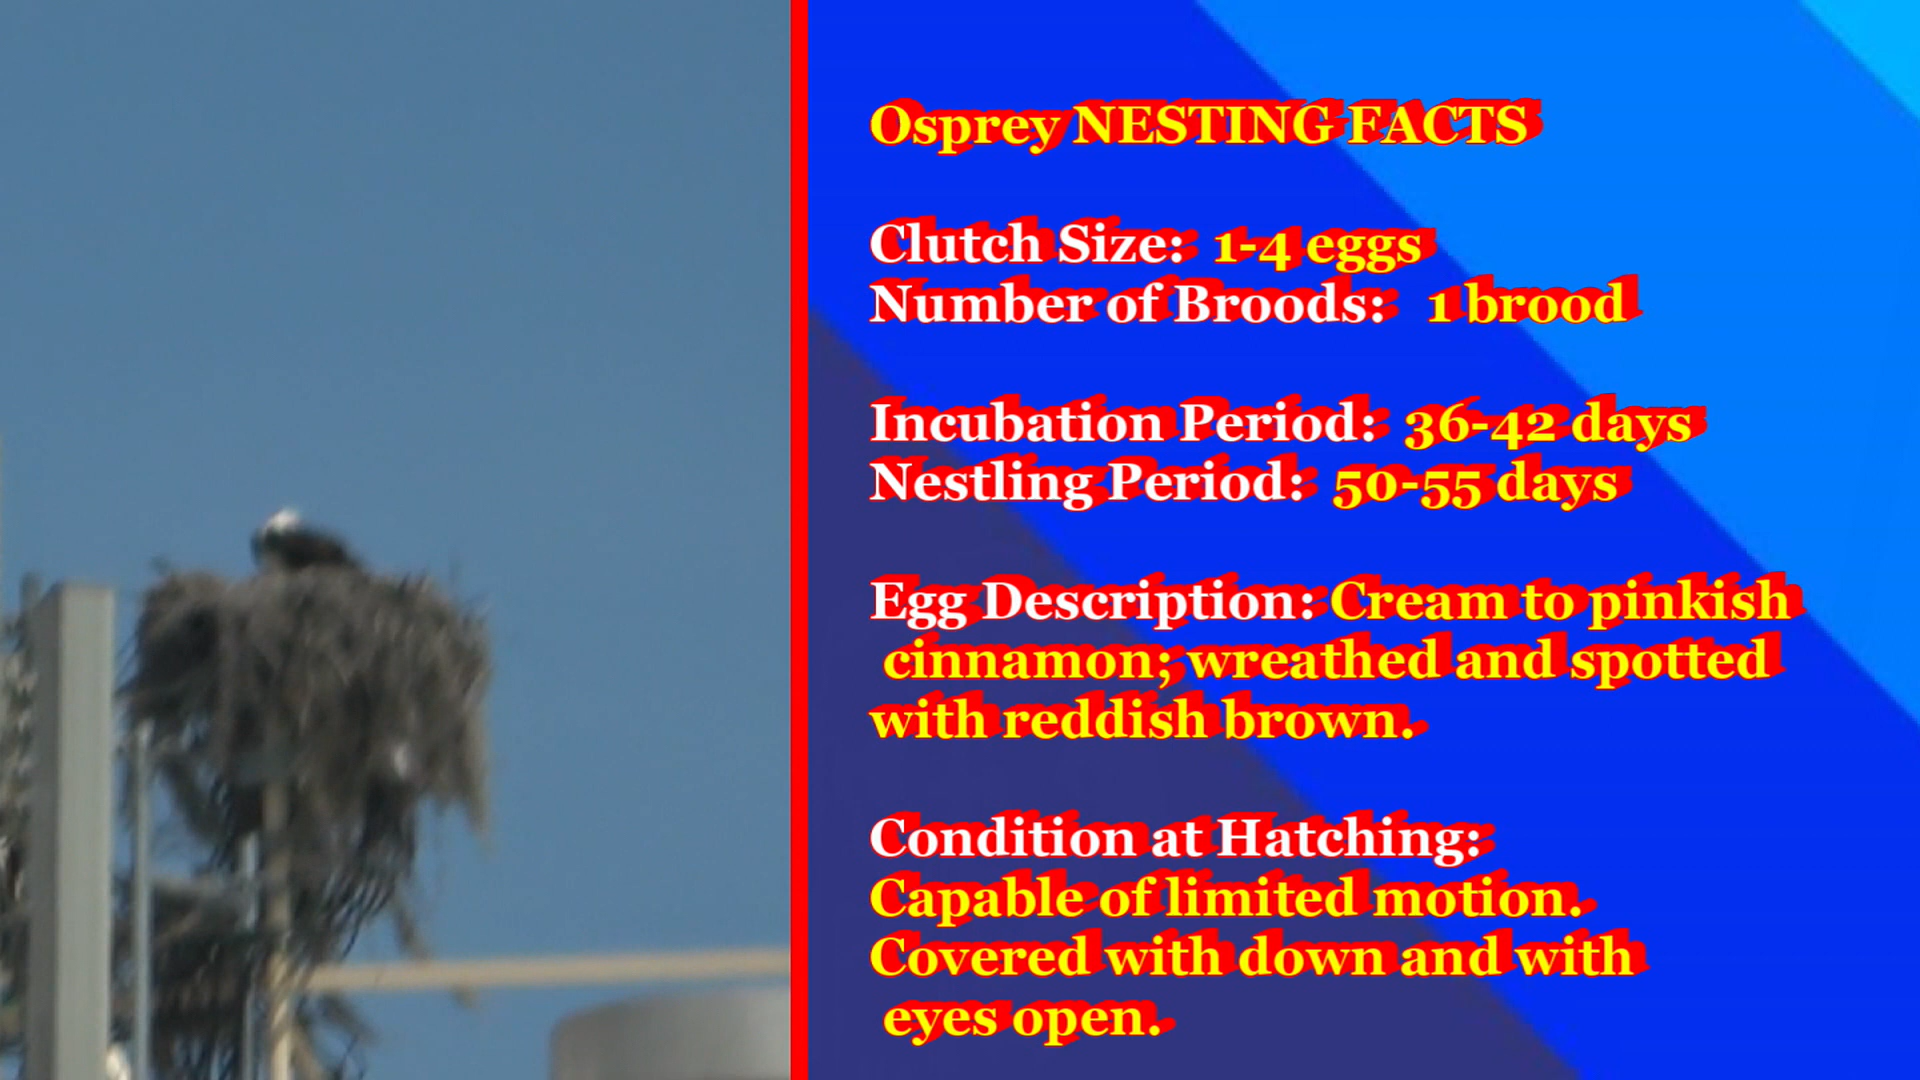 Osprey NESTING FACTS
Clutch Size: 1-4 eggs
Number of Broods: 1 brood
Incubation Period: 36-42 days
Nestling Period: 50-55 days
Egg Description: Cream to pinkish
cinnamon; wreathed and spotted
with reddish brown.
Condition at Hatching:
Capable of limited motion.
Covered with down and with
eyes open.